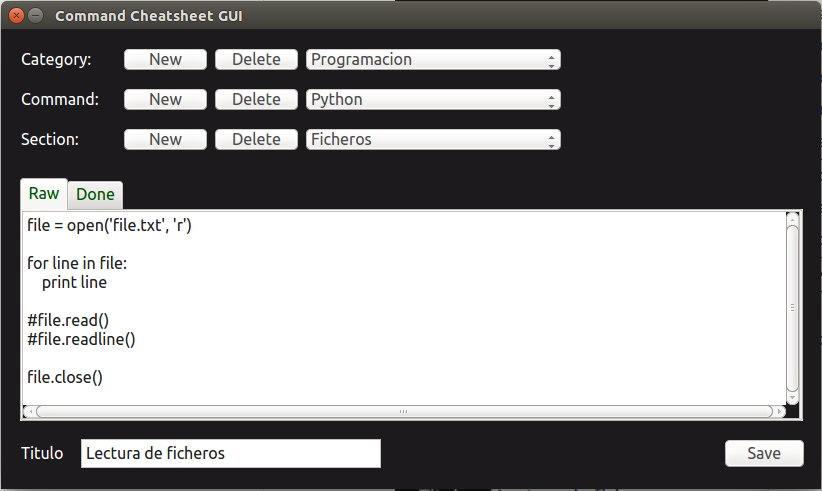 Command Cheatsheet GUI
Category: New Delete Programacion
Command: New Delete Python
Section: New Delete Ficheros
Raw Done
file = open('file.txt', 'r')
for line in file:
    print line
#file.read()
#file.readline()
file.close()
Titulo Lectura de ficheros Save